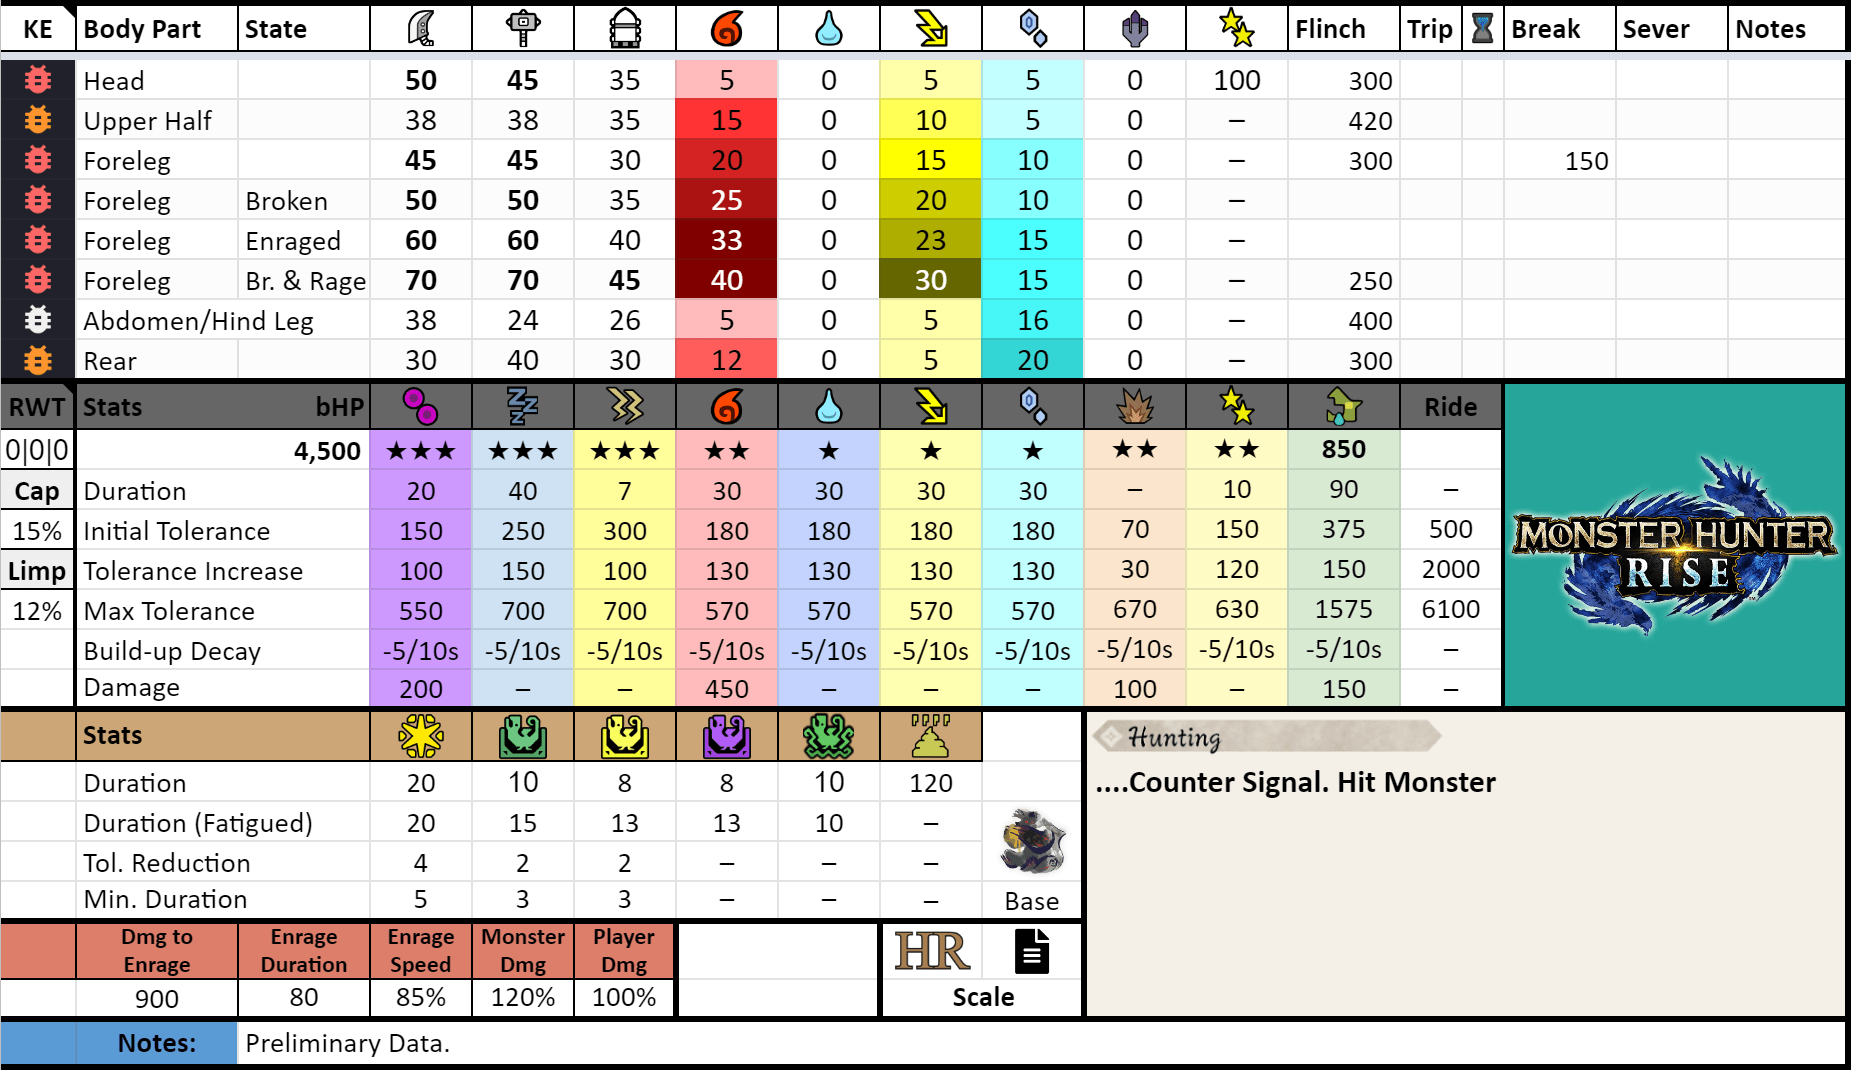 KE Body Part State Flinch Trip Break Sever Notes
Head 50 45 35 5 0 5 5 0 100 300
Upper Half 38 38 35 15 0 10 5 0 – 420
Foreleg 45 45 30 20 0 15 10 0 – 300 150
Foreleg Broken 50 50 35 25 0 20 10 0 –
Foreleg Enraged 60 60 40 33 0 23 15 0 –
Foreleg Br. & Rage 70 70 45 40 0 30 15 0 – 250
Abdomen/Hind Leg 38 24 26 5 0 5 16 0 – 400
Rear 30 40 30 12 0 5 20 0 – 300
RWT Stats bHP Ride
0|0|0 4,500 ★★★ ★★★ ★★★ ★★ ★ ★ ★ ★★ ★★ 850
Cap Duration 20 40 7 30 30 30 30 – 10 90 –
15% Initial Tolerance 150 250 300 180 180 180 180 70 150 375 500
Limp Tolerance Increase 100 150 100 130 130 130 130 30 120 150 2000
12% Max Tolerance 550 700 700 570 570 570 570 670 630 1575 6100
Build-up Decay -5/10s -5/10s -5/10s -5/10s -5/10s -5/10s -5/10s -5/10s -5/10s -5/10s –
Damage 200 – – 450 – – – 100 – 150 –
MONSTER HUNTER
RISE
Stats
Duration 20 10 8 8 10 120
Duration (Fatigued) 20 15 13 13 10 –
Tol. Reduction 4 2 2 – – –
Min. Duration 5 3 3 – – – Base
Hunting
....Counter Signal. Hit Monster
Dmg to Enrage Enrage Duration Enrage Speed Monster Dmg Player Dmg HR
900 80 85% 120% 100% Scale
Notes: Preliminary Data.